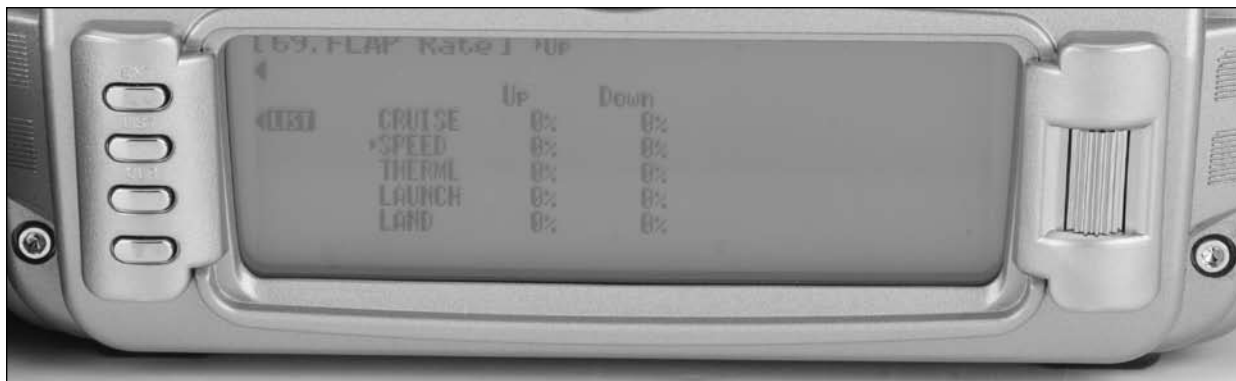 [69.FLAP Rate] ›Up
Up Down
LIST CRUISE 0% 0%
›SPEED 0% 0%
THERML 0% 0%
LAUNCH 0% 0%
LAND 0% 0%